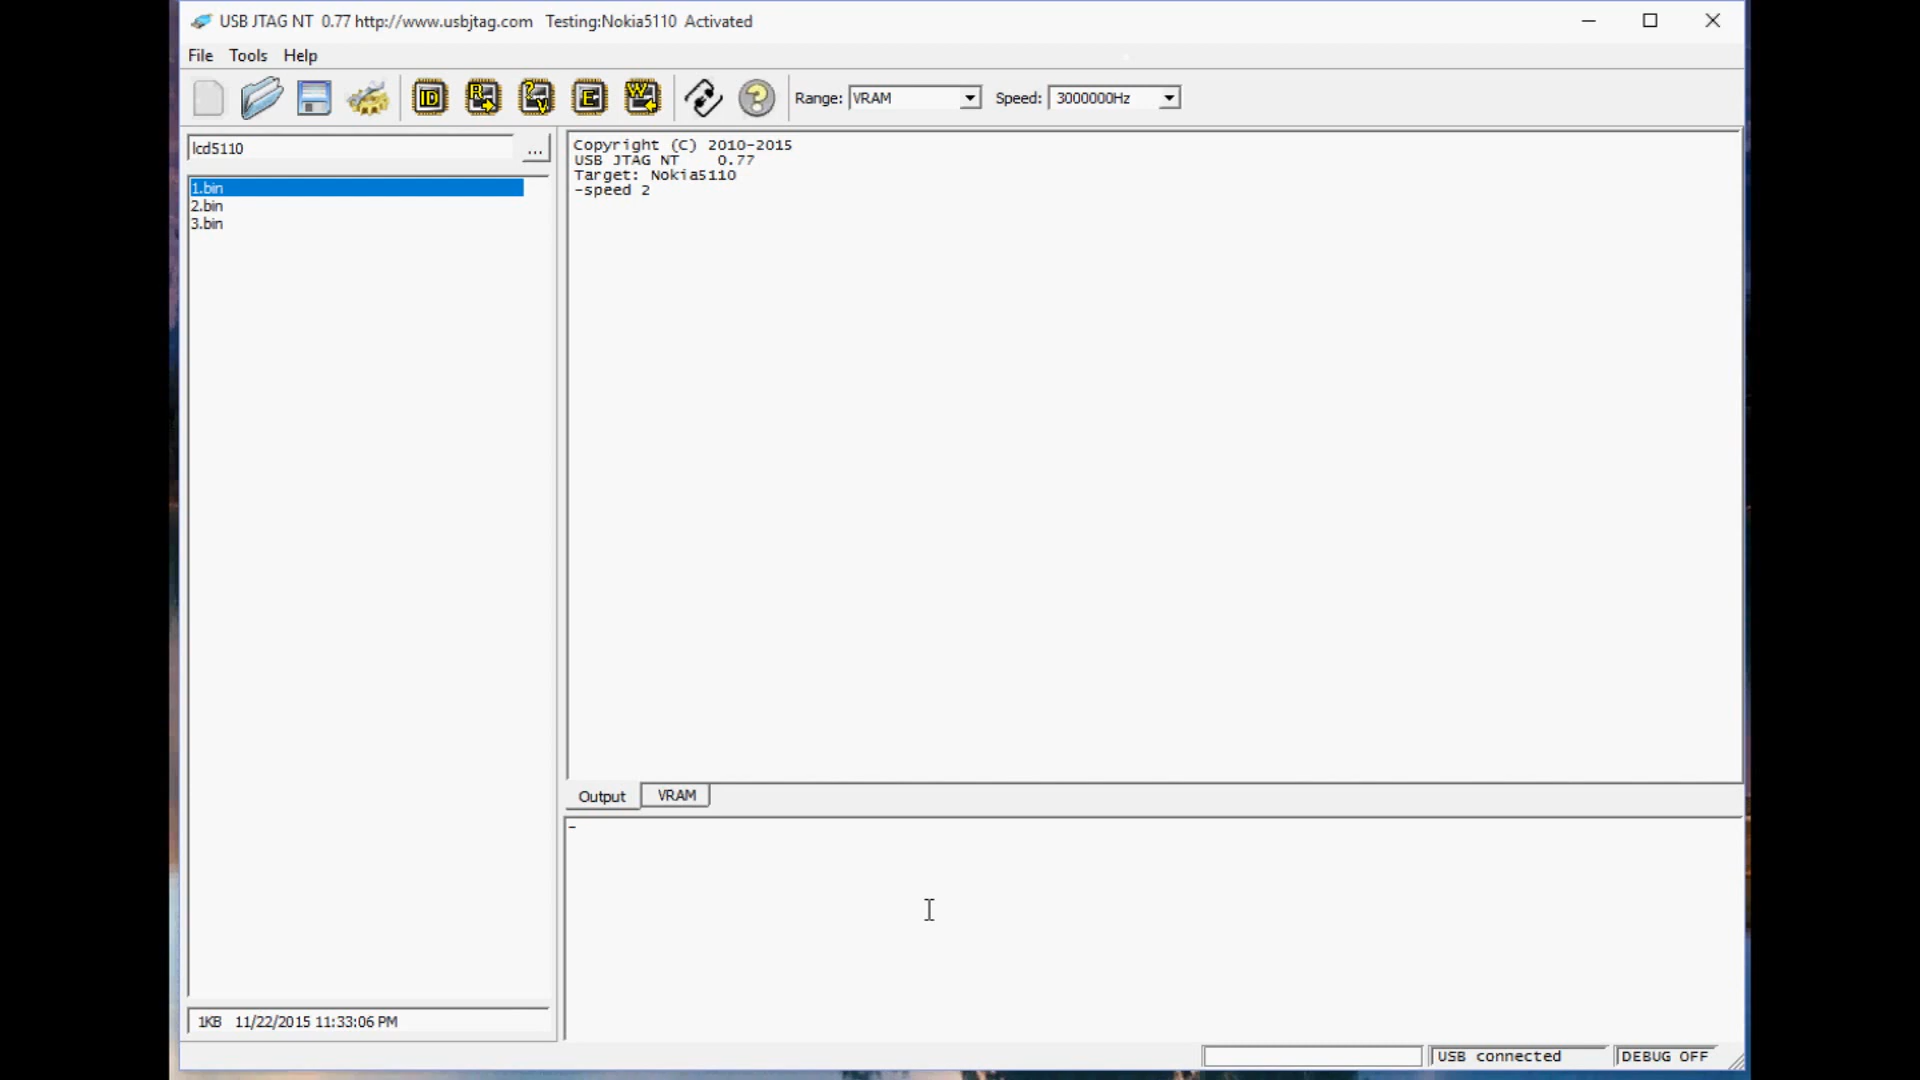 USB JTAG NT 0.77 http://www.usbjtag.com Testing:Nokia5110 Activated
File Tools Help
ID R ? V E W ? Range: VRAM Speed: 3000000Hz
lcd5110 ...
1.bin
2.bin
3.bin
1KB 11/22/2015 11:33:06 PM
Copyright (C) 2010-2015
USB JTAG NT 0.77
Target: Nokia5110
-speed 2
Output VRAM
-
USB connected DEBUG OFF